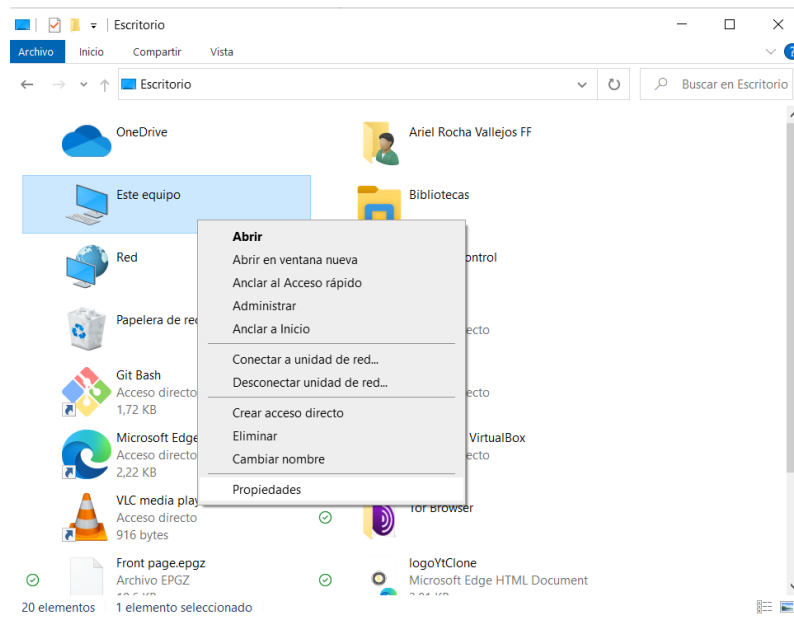 Escritorio
Archivo Inicio Compartir Vista
Escritorio Buscar en Escritorio
OneDrive
Ariel Rocha Vallejos FF
Este equipo
Bibliotecas
Abrir
Red
ontrol
Abrir en ventana nueva
Anclar al Acceso rápido
Administrar
Papelera de rec
Anclar a Inicio
ecto
Conectar a unidad de red...
Git Bash
Desconectar unidad de red...
Acceso directo
ecto
1,72 KB
Crear acceso directo
Microsoft Edge
Eliminar
VirtualBox
Acceso directo
ecto
Cambiar nombre
2,22 KB
Propiedades
VLC media play
Tor Browser
Acceso directo
916 bytes
Front page.epgz
logoYtClone
Archivo EPGZ
Microsoft Edge HTML Document
20 elementos 1 elemento seleccionado